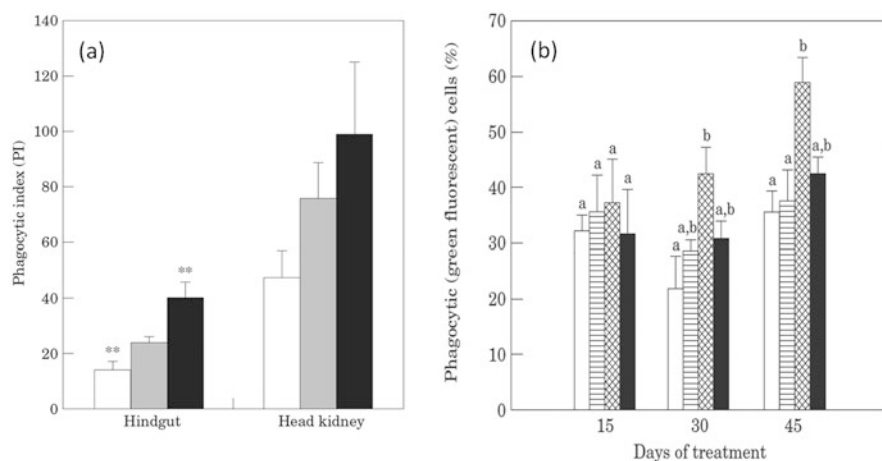 (a)
Phagocytic index (PI)
140
120
100
80
60
40
20
0
**
**
Hindgut
Head kidney
(b)
Phagocytic (green fluorescent) cells (%)
70
60
50
40
30
20
10
0
a
a
a
a
a
a,b
b
a,b
a
a
b
a,b
15
30
45
Days of treatment